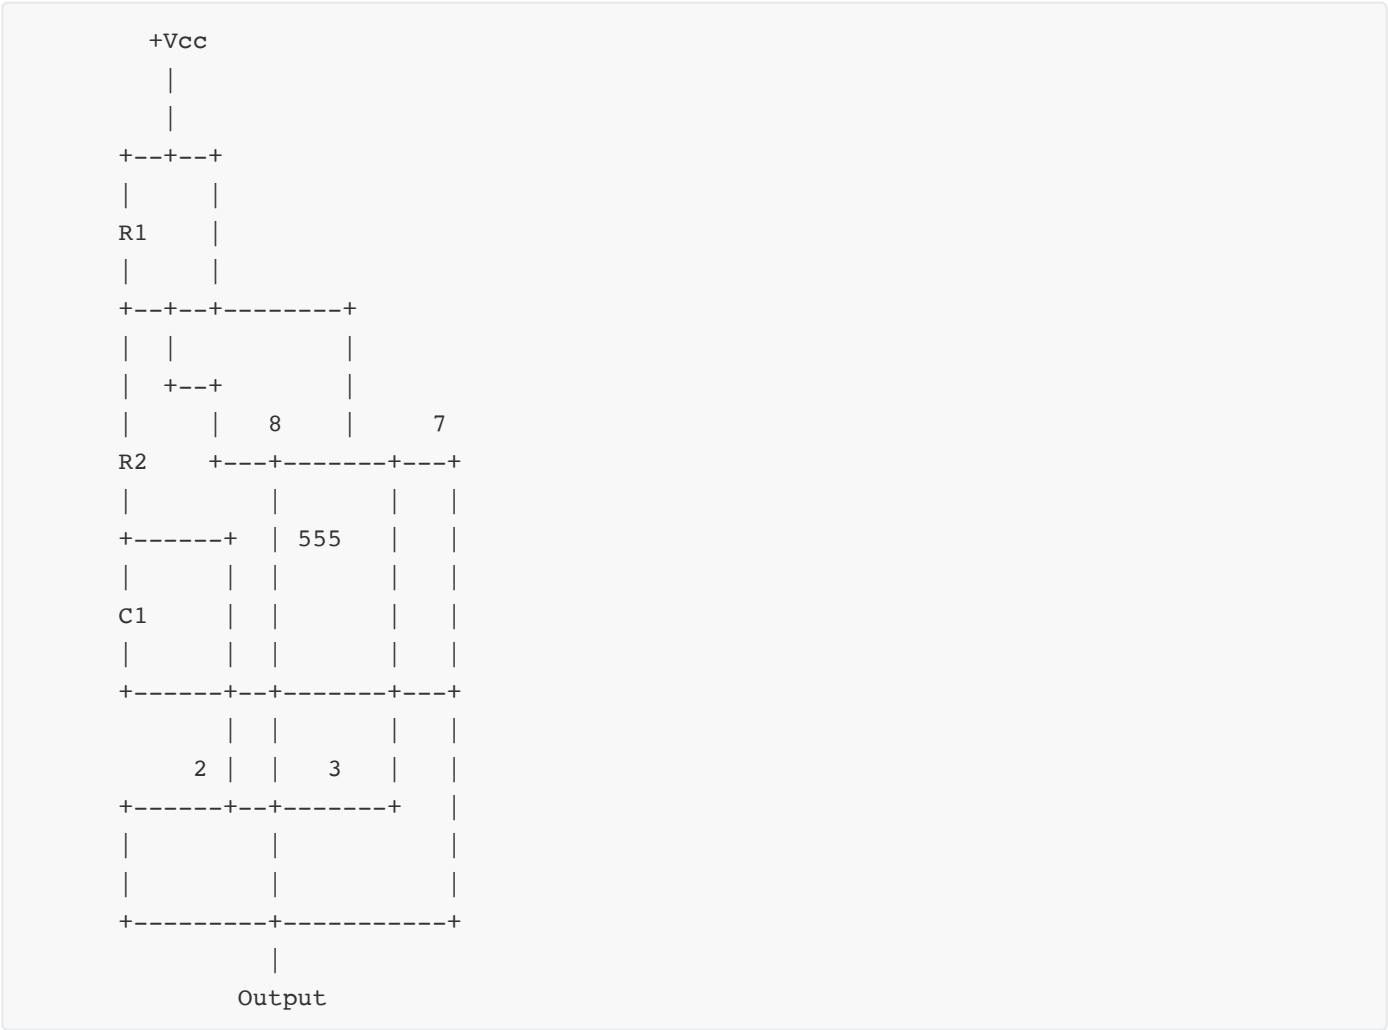 +Vcc
           |
           |
        +--+--+
        |     |
        R1    |
        |     |
        +--+--+--------+
        |  |           |
        |  +--+        |
        |     |   8    |     7
        R2    +---+-------+---+
        |         |       |   |
        +------+  | 555   |   |
        |      |  |       |   |
        C1     |  |       |   |
        |      |  |       |   |
        +------+--+-------+---+
               |  |       |   |
             2 |  |   3   |   |
        +------+--+-------+   |
        |         |           |
        |         |           |
        +---------+-----------+
                  |
                Output